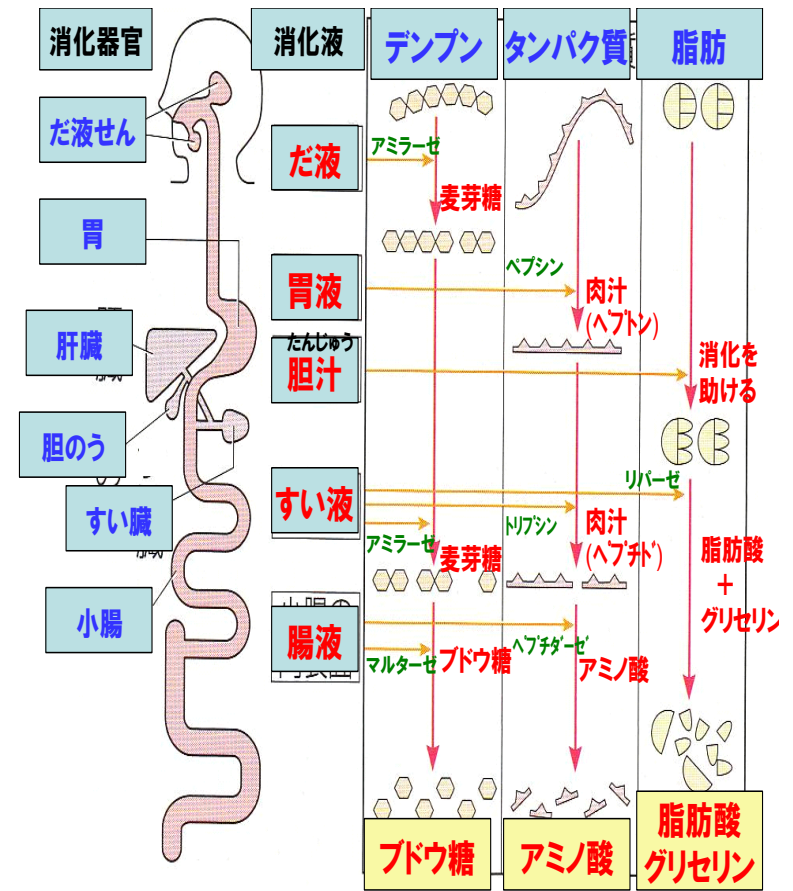 消化器官
消化液
デンプン
タンパク質
脂肪
だ液せん
胃
肝臓
胆のう
すい臓
小腸
だ液
アミラーゼ
麦芽糖
胃液
ペプシン
肉汁
(ペプトン)
たんじゅう
胆汁
消化を
助ける
すい液
リパーゼ
トリプシン
アミラーゼ
麦芽糖
肉汁
(ペプチド)
脂肪酸
+
グリセリン
腸液
マルターゼ
ブドウ糖
ペプチダーゼ
アミノ酸
ブドウ糖
アミノ酸
脂肪酸
グリセリン